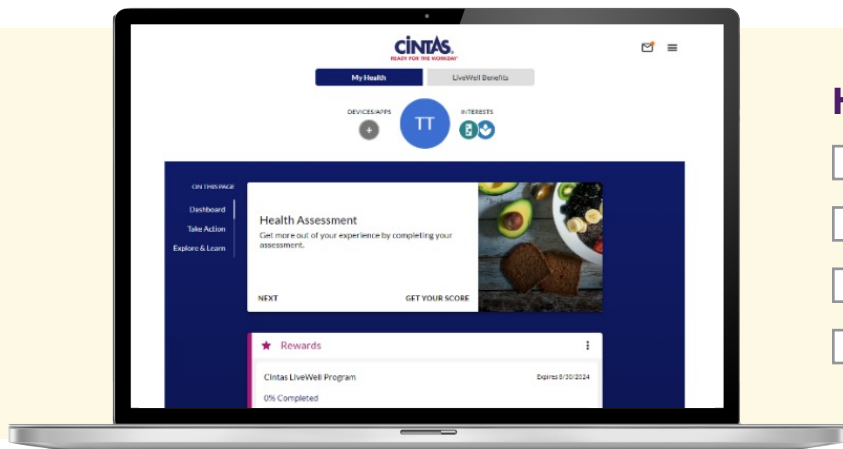 CINTAS.
READY FOR THE WORKDAY
My Health
LiveWell Benefits
DEVICES/APPS
TT
INTERESTS
ON THIS PAGE
Dashboard
Take Action
Explore & Learn
Health Assessment
Get more out of your experience by completing your
assessment.
NEXT
GET YOUR SCORE
Rewards
Cintas LiveWell Program
Expires 8/30/2024
0% Completed
H